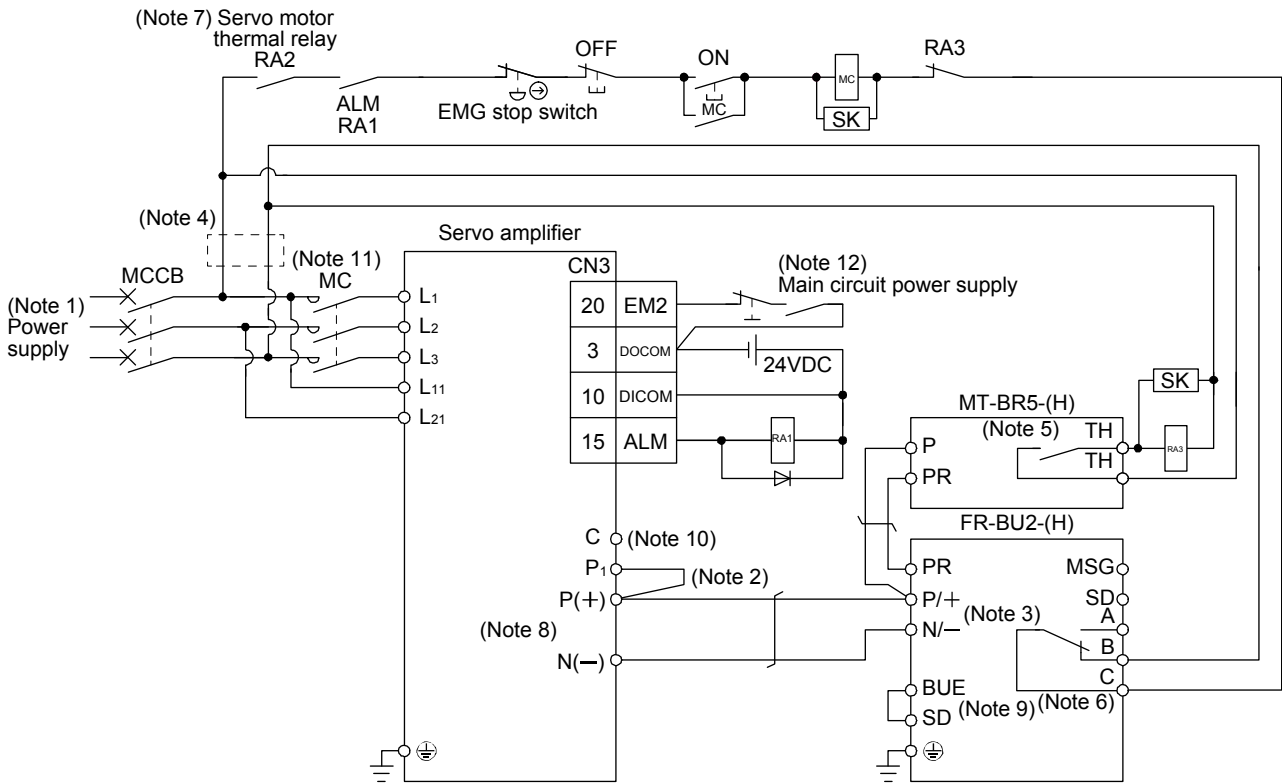 (Note 7) Servo motor
thermal relay
RA2
OFF
ON
RA3
MC
ALM
RA1
EMG stop switch
MC
SK
(Note 4)
Servo amplifier
MCCB
(Note 11)
MC
CN3
(Note 12)
Main circuit power supply
(Note 1)
Power
supply
L1
L2
L3
L11
L21
20 EM2
3 DOCOM
24VDC
10 DICOM
15 ALM
RA1
SK
MT-BR5-(H)
(Note 5)
P
PR
TH
TH
RA3
FR-BU2-(H)
C
(Note 10)
P1
(Note 2)
P(+)
(Note 8)
N(−)
PR
MSG
P/+
SD
(Note 3)
A
N/−
B
C
BUE
(Note 9)
(Note 6)
SD